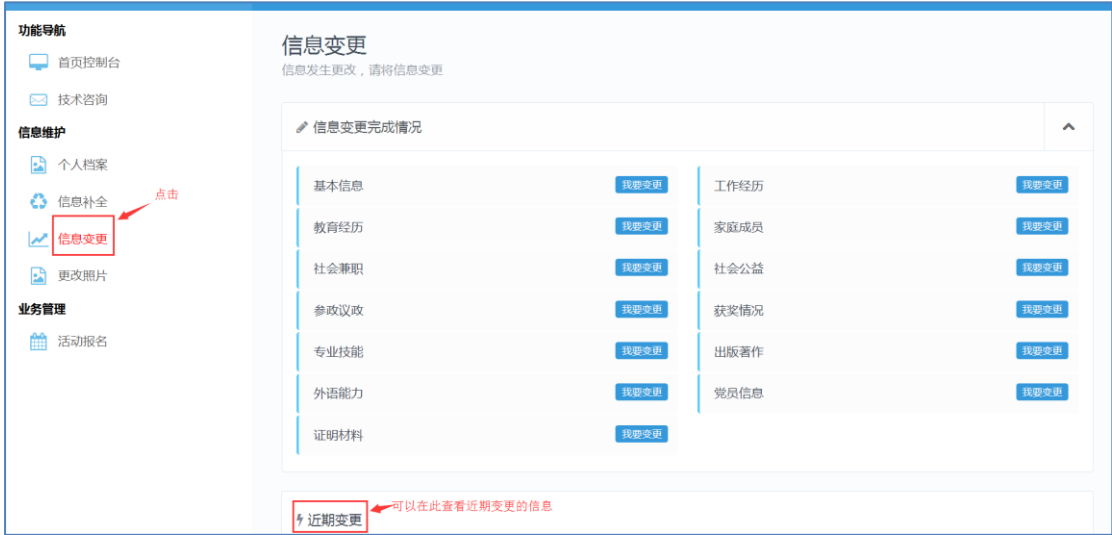 功能导航
首页控制台
技术咨询
信息维护
个人档案
信息补全
点击
信息变更
更改照片
业务管理
活动报名
信息变更
信息发生更改，请将信息变更
信息变更完成情况
基本信息 我要变更 工作经历 我要变更
教育经历 我要变更 家庭成员 我要变更
社会兼职 我要变更 社会公益 我要变更
参政议政 我要变更 获奖情况 我要变更
专业技能 我要变更 出版著作 我要变更
外语能力 我要变更 党员信息 我要变更
证明材料 我要变更
可以在此查看近期变更的信息
近期变更